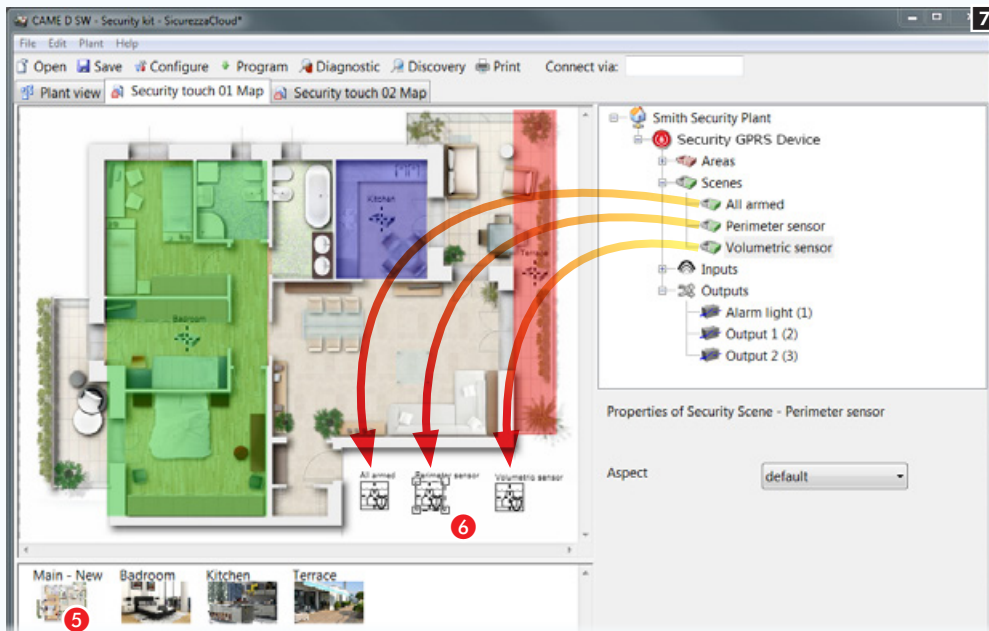 CAME D SW - Security kit - SicurezzaCloud*
7
File Edit Plant Help
Open Save Configure Program Diagnostic Discovery Print Connect via:
Plant view Security touch 01 Map Security touch 02 Map
Kitchen
Terrace
Badroom
All armed
Perimeter sensor
Volumetric sensor
6
Smith Security Plant
Security GPRS Device
Areas
Scenes
All armed
Perimeter sensor
Volumetric sensor
Inputs
Outputs
Alarm light (1)
Output 1 (2)
Output 2 (3)
Properties of Security Scene - Perimeter sensor
Aspect
default
Main - New
Badroom
Kitchen
Terrace
5